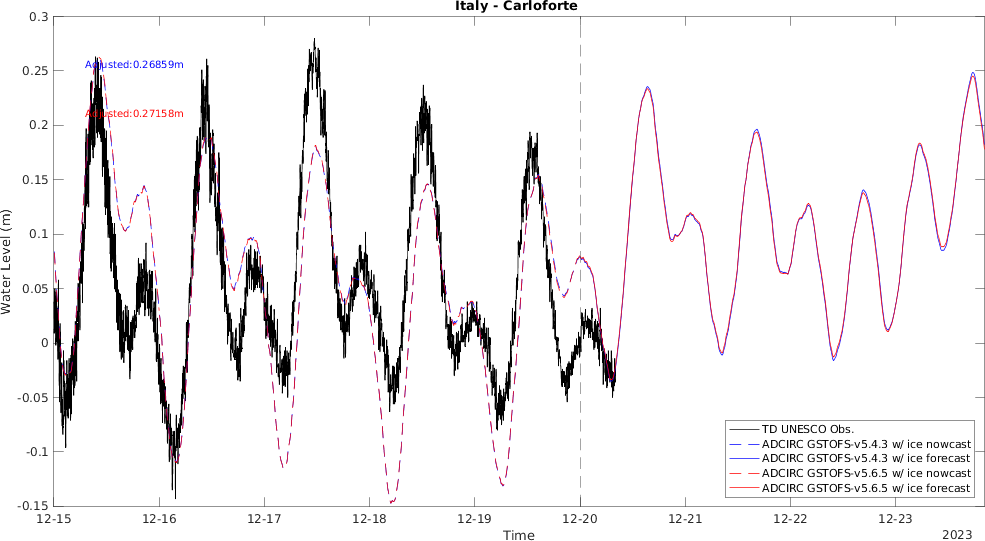 Italy - Carloforte
0.3
0.25
0.2
0.15
0.1
0.05
0
-0.05
-0.1
-0.15
Water Level (m)
Adjusted:0.26859m
Adjusted:0.27158m
TD UNESCO Obs.
ADCIRC GSTOFS-v5.4.3 w/ ice nowcast
ADCIRC GSTOFS-v5.4.3 w/ ice forecast
ADCIRC GSTOFS-v5.6.5 w/ ice nowcast
ADCIRC GSTOFS-v5.6.5 w/ ice forecast
12-15 12-16 12-17 12-18 12-19 12-20 12-21 12-22 12-23
Time
2023